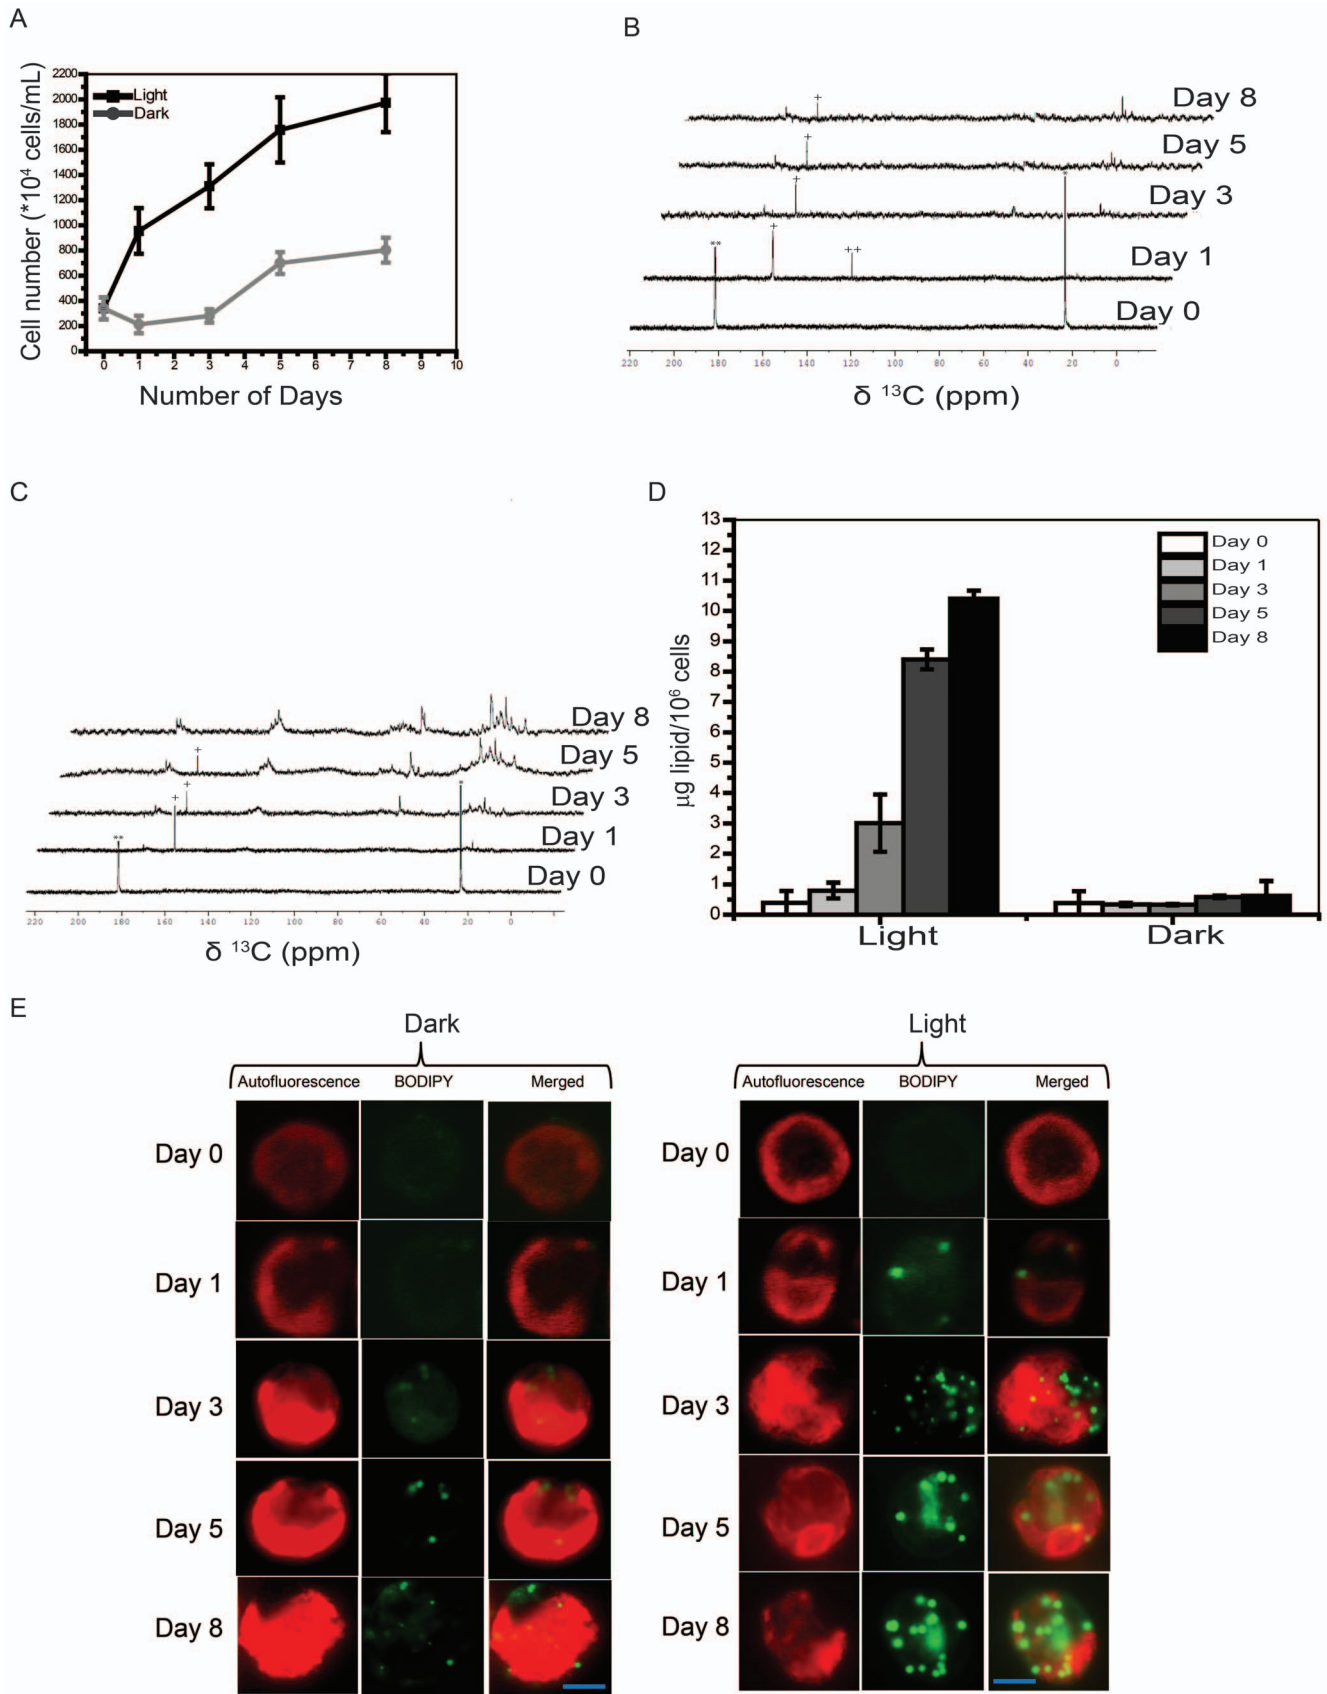 A
Cell number (*10⁴ cells/mL)
2200
2000
1800
1600
1400
1200
1000
800
600
400
200
0
Light
Dark
0 1 2 3 4 5 6 7 8 9 10
Number of Days
B
+ Day 8
+ Day 5
+ * Day 3
** + ++ Day 1
Day 0
220 200 180 160 140 120 100 80 60 40 20 0
δ ¹³C (ppm)
C
Day 8
+ Day 5
+ + * Day 3
** Day 1
Day 0
220 200 180 160 140 120 100 80 60 40 20 0
δ ¹³C (ppm)
D
µg lipid/10⁶ cells
13
12
11
10
9
8
7
6
5
4
3
2
1
0
Day 0
Day 1
Day 3
Day 5
Day 8
Light Dark
E
Dark
Autofluorescence BODIPY Merged
Day 0
Day 1
Day 3
Day 5
Day 8
Light
Autofluorescence BODIPY Merged
Day 0
Day 1
Day 3
Day 5
Day 8